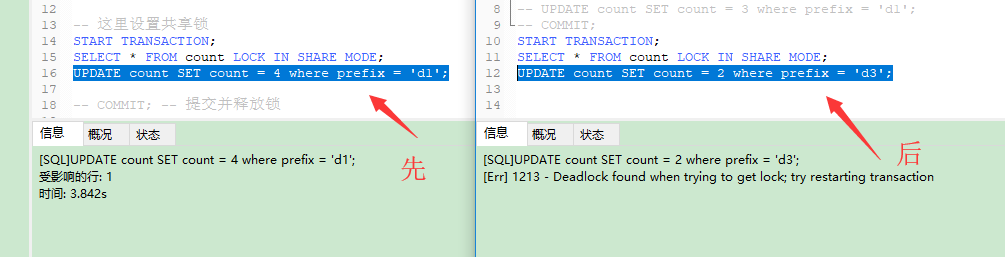 12
13 -- 这里设置共享锁
14 START TRANSACTION;
15 SELECT * FROM count LOCK IN SHARE MODE;
16 UPDATE count SET count = 4 where prefix = 'd1';
17
18 -- COMMIT; -- 提交并释放锁
先
信息 概况 状态
[SQL]UPDATE count SET count = 4 where prefix = 'd1';
受影响的行: 1
时间: 3.842s
8 -- UPDATE count SET count = 3 where prefix = 'd1';
9 -- COMMIT;
10 START TRANSACTION;
11 SELECT * FROM count LOCK IN SHARE MODE;
12 UPDATE count SET count = 2 where prefix = 'd3';
13
14
后
信息 概况 状态
[SQL]UPDATE count SET count = 2 where prefix = 'd3';
[Err] 1213 - Deadlock found when trying to get lock; try restarting transaction